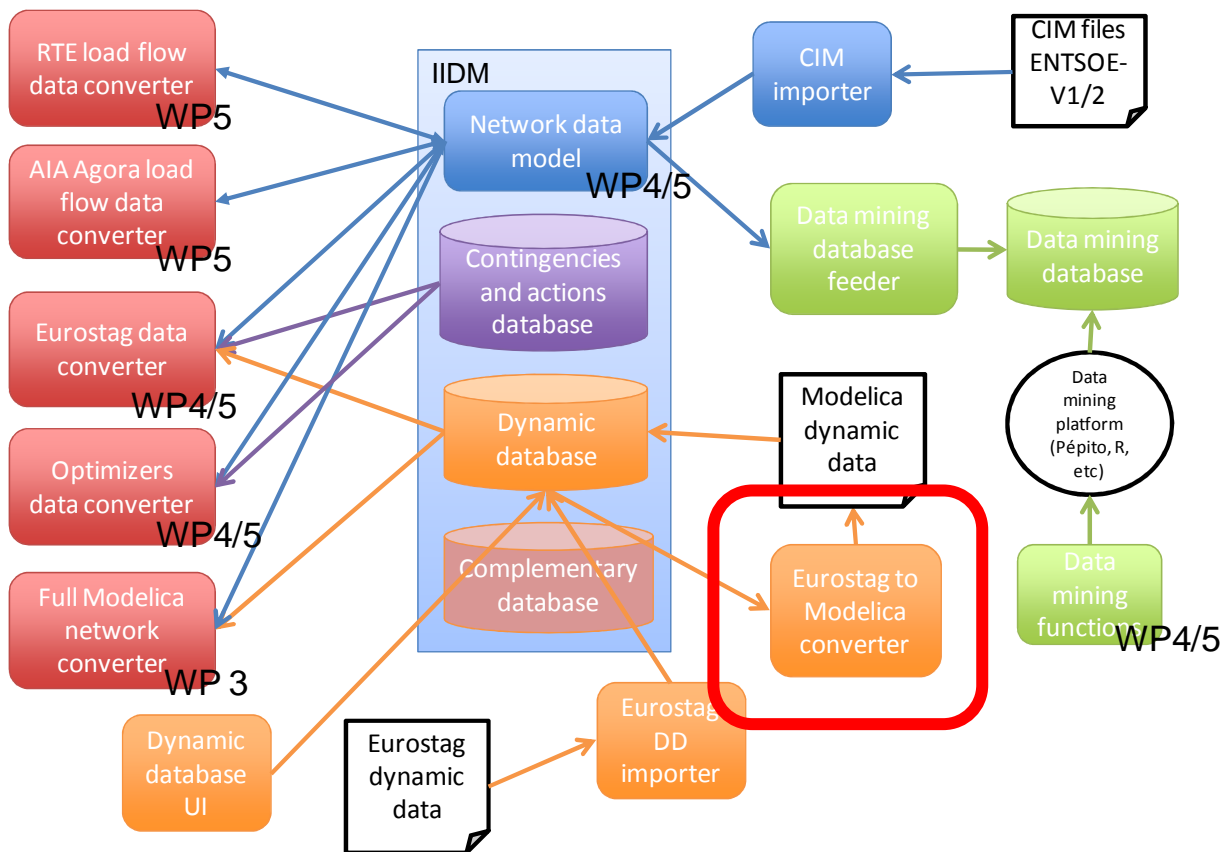 RTE load flow
data converter
WP5
AIA Agora load
flow data
converter
WP5
Eurostag data
converter
WP4/5
Optimizers
data converter
WP4/5
Full Modelica
network
converter
WP 3
Dynamic
database
UI
IIDM
Network data
model
WP4/5
Contingencies
and actions
database
Dynamic
database
Complementary
database
Eurostag
dynamic
data
Eurostag
DD
importer
CIM
importer
CIM files
ENTSOE-
V1/2
Data mining
database
feeder
Data mining
database
Modelica
dynamic
data
Eurostag to
Modelica
converter
Data
mining
platform
(Pépito, R,
etc)
Data
mining
functions
WP4/5